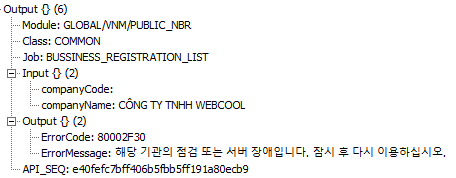 Output {} (6)
Module: GLOBAL/VNM/PUBLIC_NBR
Class: COMMON
Job: BUSSINESS_REGISTRATION_LIST
Input {} (2)
companyCode:
companyName: CÔNG TY TNHH WEBCOOL
Output {} (2)
ErrorCode: 80002F30
ErrorMessage: 해당 기관의 점검 또는 서버 장애입니다. 잠시 후 다시 이용하십시오.
API_SEQ: e40fefc7bff406b5fbb5ff191a80ecb9